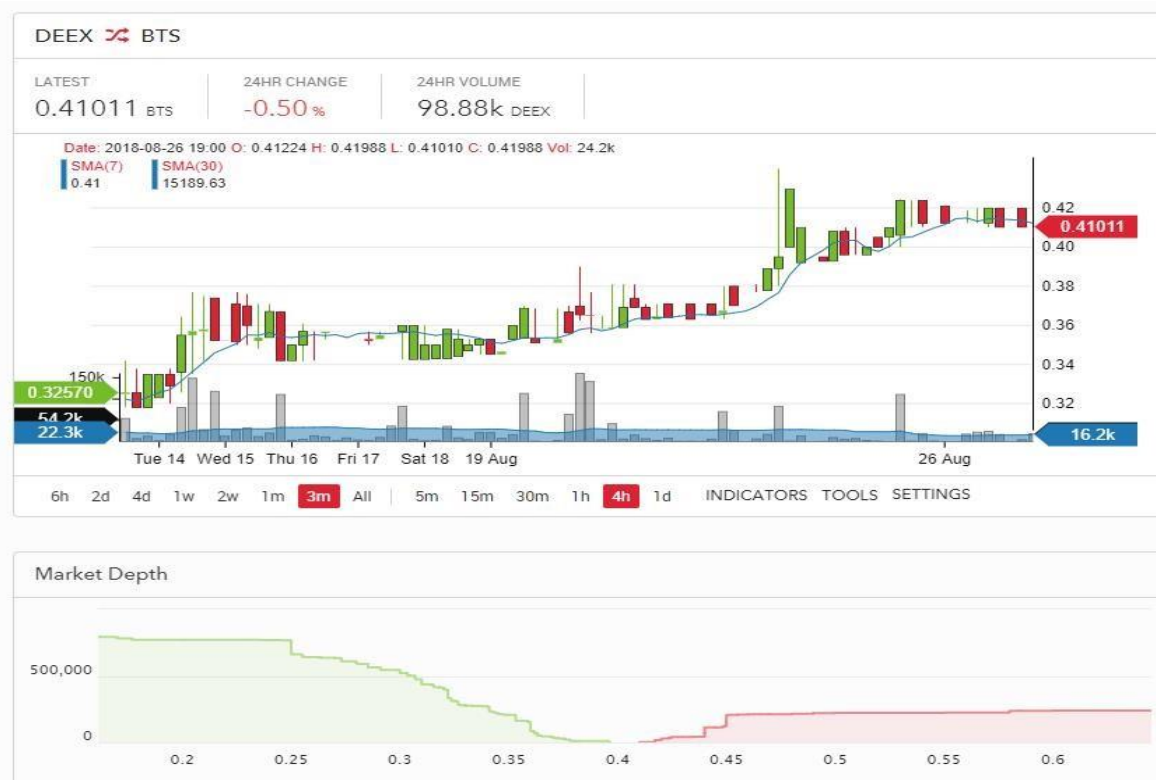 DEEX BTS
LATEST 24HR CHANGE 24HR VOLUME
0.41011 BTS -0.50 % 98.88k DEEX
Date: 2018-08-26 19:00 O: 0.41224 H: 0.41988 L: 0.41010 C: 0.41988 Vol: 24.2k
SMA(7) SMA(30)
0.41 15189.63
0.42
0.41011
0.40
0.38
0.36
0.34
150k
0.32570
0.32
54.2k
22.3k 16.2k
Tue 14 Wed 15 Thu 16 Fri 17 Sat 18 19 Aug 26 Aug
6h 2d 4d 1w 2w 1m 3m All 5m 15m 30m 1h 4h 1d INDICATORS TOOLS SETTINGS
Market Depth
500,000
0
0.2 0.25 0.3 0.35 0.4 0.45 0.5 0.55 0.6